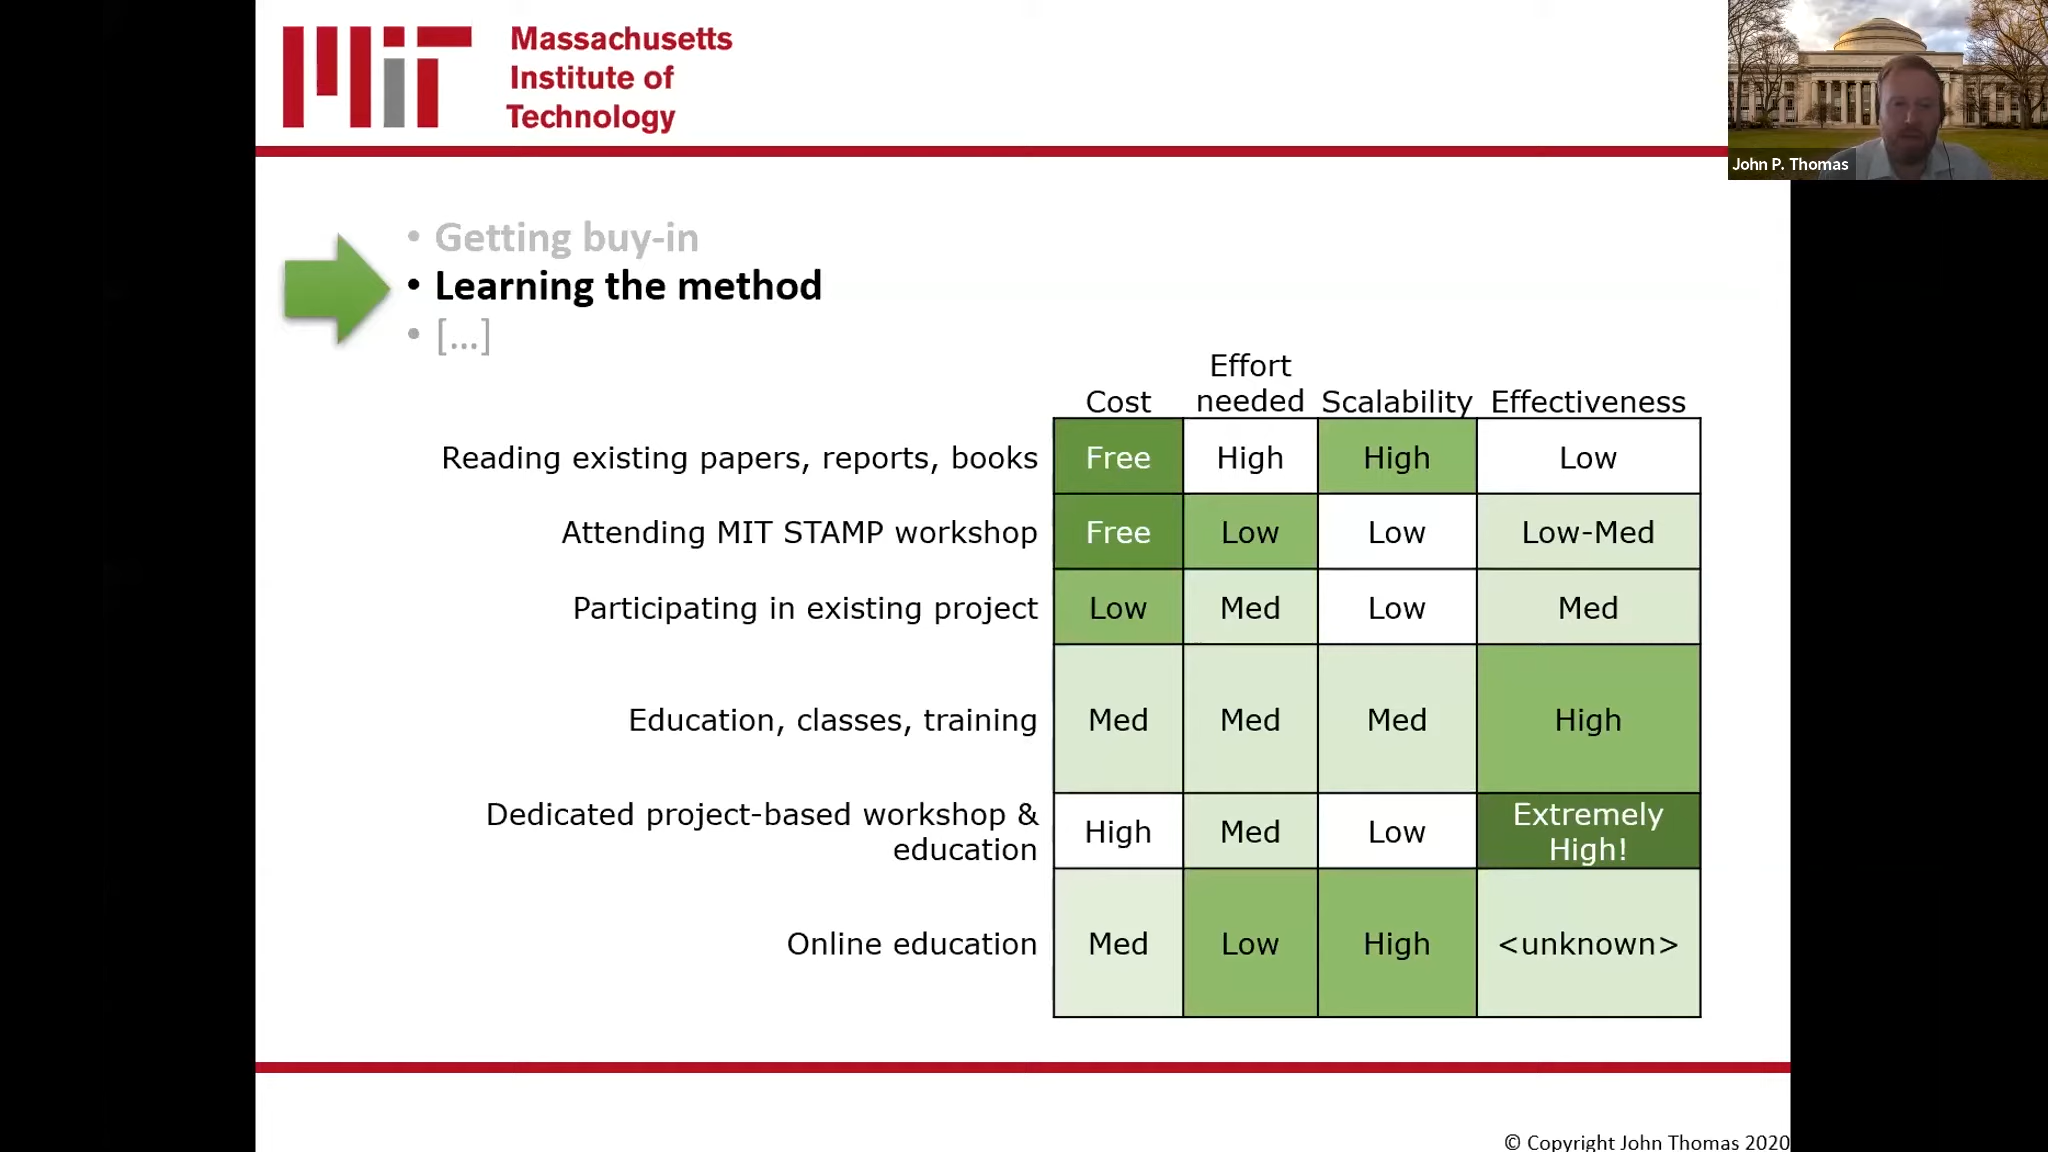 MIT
Massachusetts
Institute of
Technology
John P. Thomas
• Getting buy-in
• Learning the method
• [...]
Cost Effort needed Scalability Effectiveness
Reading existing papers, reports, books Free High High Low
Attending MIT STAMP workshop Free Low Low Low-Med
Participating in existing project Low Med Low Med
Education, classes, training Med Med Med High
Dedicated project-based workshop & education High Med Low Extremely High!
Online education Med Low High <unknown>
© Copyright John Thomas 2020